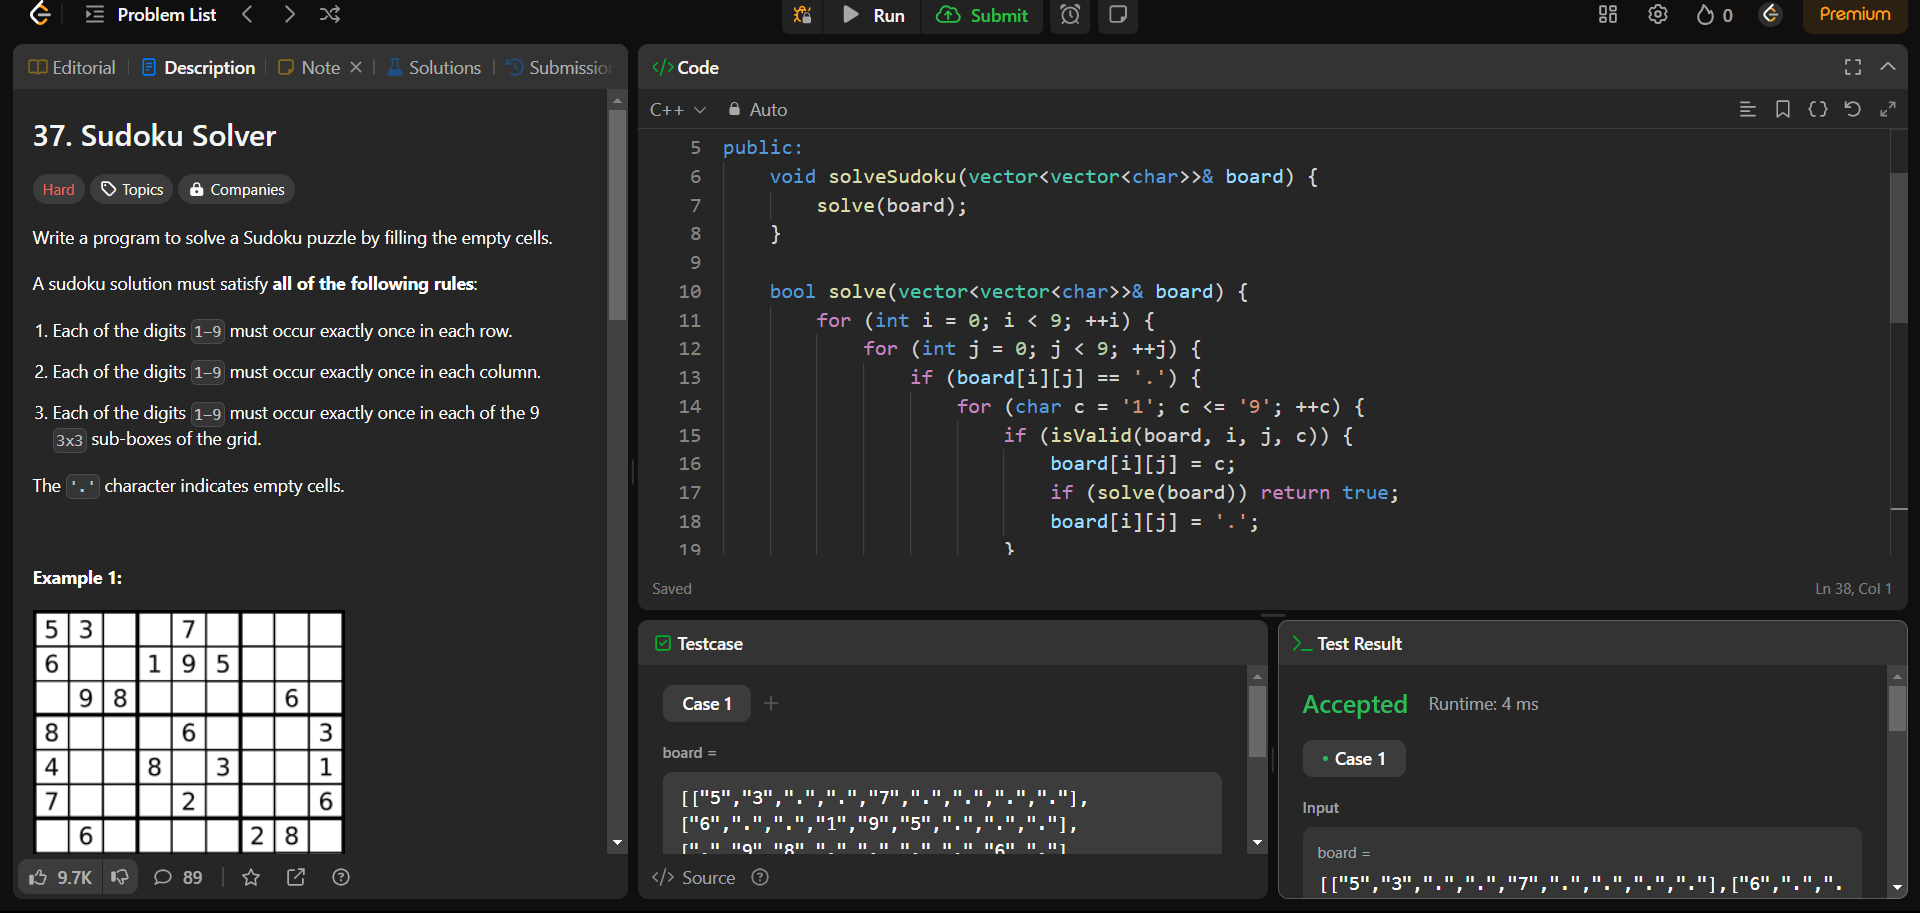 Problem List
Run
Submit
0
Premium
Editorial
Description
Note
Solutions
Submissio
37. Sudoku Solver
Hard
Topics
Companies
Write a program to solve a Sudoku puzzle by filling the empty cells.
A sudoku solution must satisfy all of the following rules:
1. Each of the digits 1-9 must occur exactly once in each row.
2. Each of the digits 1-9 must occur exactly once in each column.
3. Each of the digits 1-9 must occur exactly once in each of the 9
3x3 sub-boxes of the grid.
The '.' character indicates empty cells.
Example 1:
5 3 7
6 1 9 5
9 8 6
8 6 3
4 8 3 1
7 2 6
6 2 8
9.7K
89
</> Code
C++
Auto
5 public:
6 void solveSudoku(vector<vector<char>>& board) {
7 solve(board);
8 }
9
10 bool solve(vector<vector<char>>& board) {
11 for (int i = 0; i < 9; ++i) {
12 for (int j = 0; j < 9; ++j) {
13 if (board[i][j] == '.') {
14 for (char c = '1'; c <= '9'; ++c) {
15 if (isValid(board, i, j, c)) {
16 board[i][j] = c;
17 if (solve(board)) return true;
18 board[i][j] = '.';
19 }
Saved
Ln 38, Col 1
Testcase
Case 1
board =
[["5","3",".",".","7",".",".",".","."],
["6",".",".","1","9","5",".",".","."],
[".","9","8",".",".",".",".","6","."]
</> Source
Test Result
Accepted
Runtime: 4 ms
Case 1
Input
board =
[["5","3",".",".","7",".",".",".","."],["6",".",".